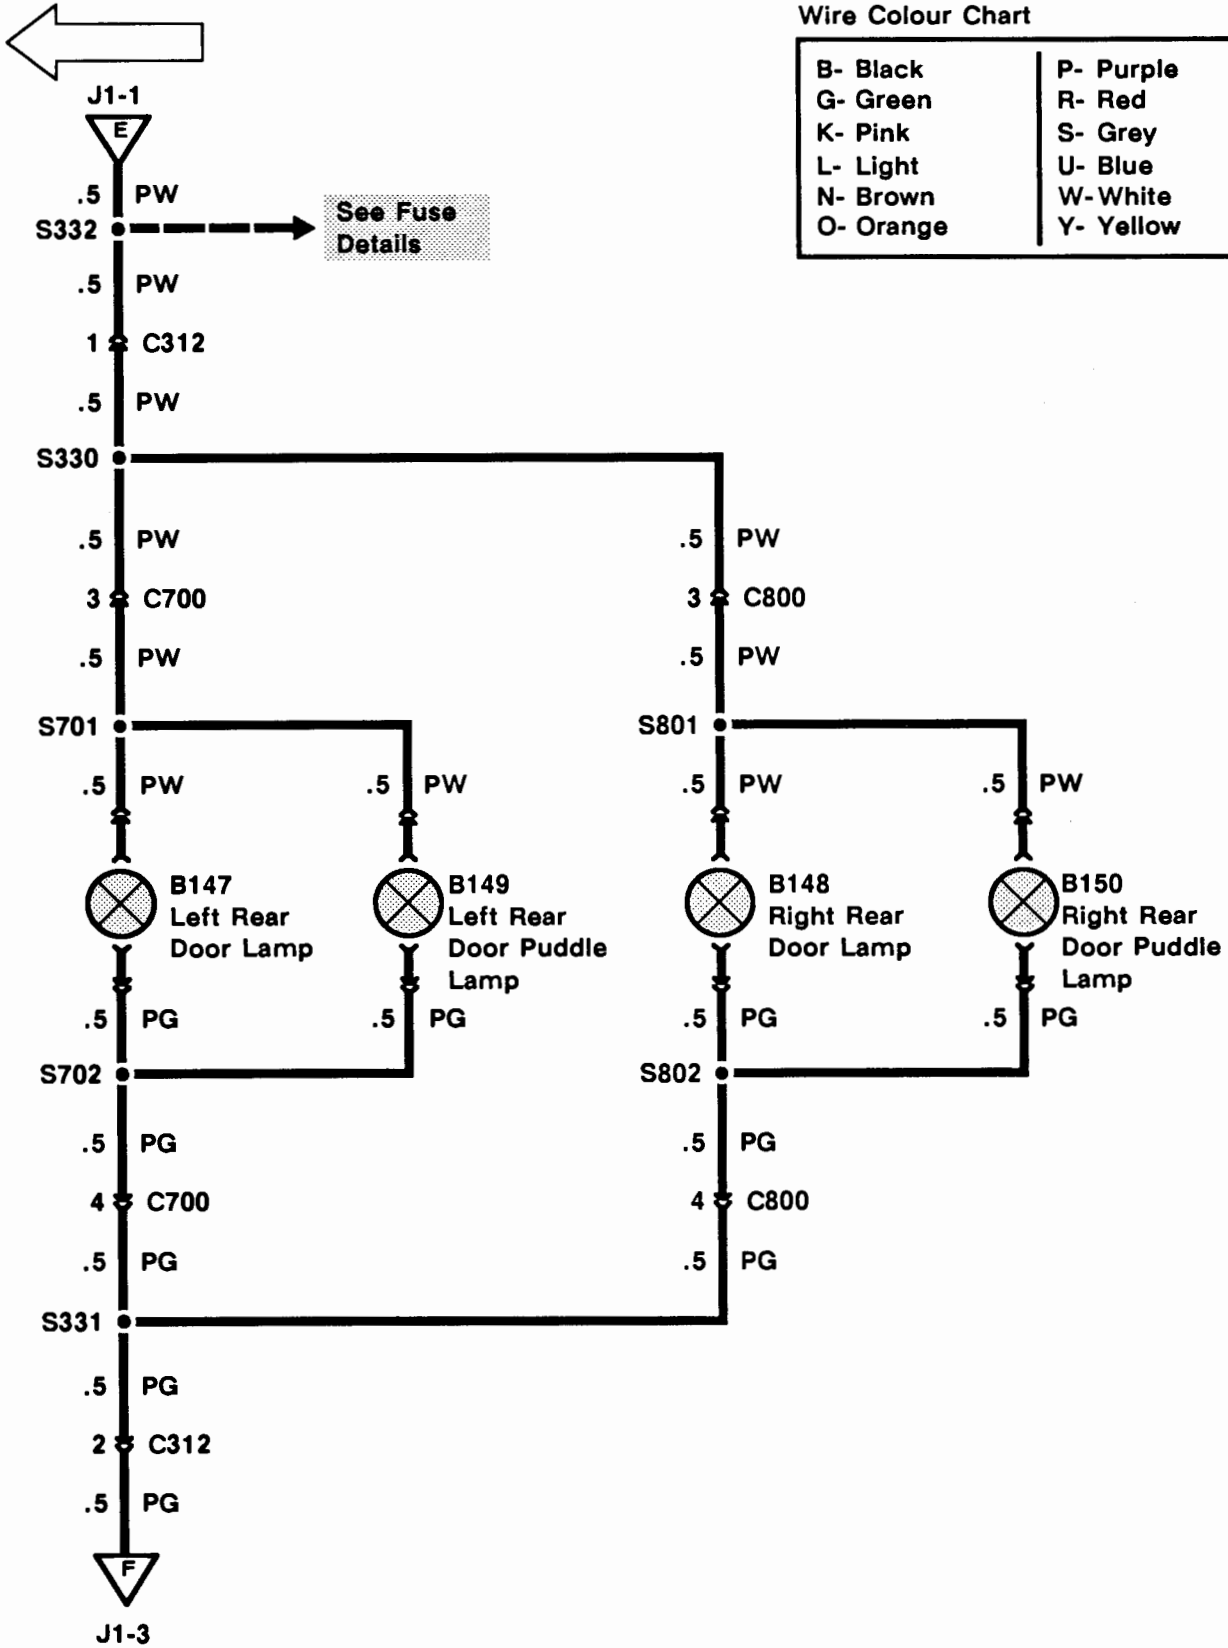 Wire Colour Chart
B- Black
G- Green
K- Pink
L- Light
N- Brown
O- Orange
P- Purple
R- Red
S- Grey
U- Blue
W- White
Y- Yellow
J1-1
E
.5 PW
S332
See Fuse
Details
.5 PW
1 C312
.5 PW
S330
.5 PW
.5 PW
3 C700
3 C800
.5 PW
.5 PW
S701
S801
.5 PW
.5 PW
.5 PW
.5 PW
B147
Left Rear
Door Lamp
B149
Left Rear
Door Puddle
Lamp
B148
Right Rear
Door Lamp
B150
Right Rear
Door Puddle
Lamp
.5 PG
.5 PG
.5 PG
.5 PG
S702
S802
.5 PG
.5 PG
4 C700
4 C800
.5 PG
.5 PG
S331
.5 PG
2 C312
.5 PG
F
J1-3